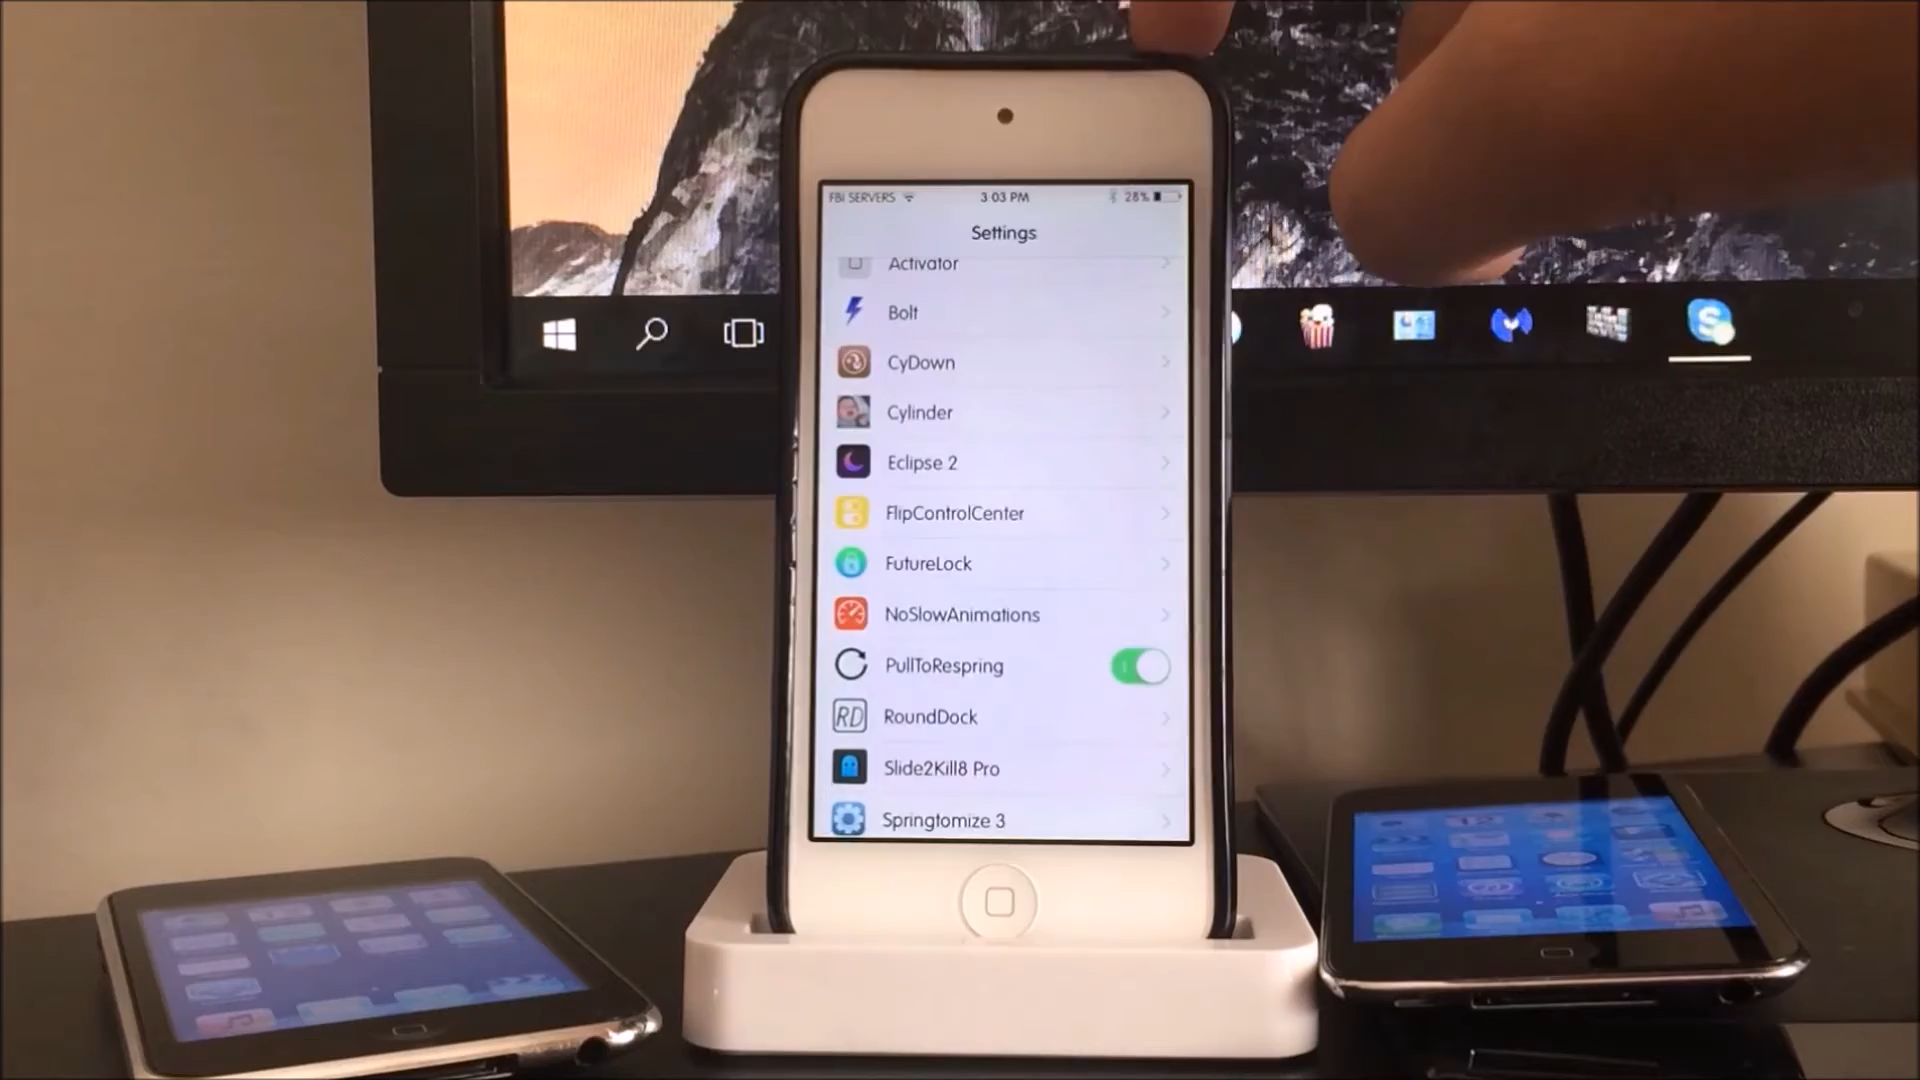 FBI SERVERS 3:03 PM 28%
Settings
Activator
Bolt
CyDown
Cylinder
Eclipse 2
FlipControlCenter
FutureLock
NoSlowAnimations
PullToRespring
RD RoundDock
Slide2Kill8 Pro
Springtomize 3
S